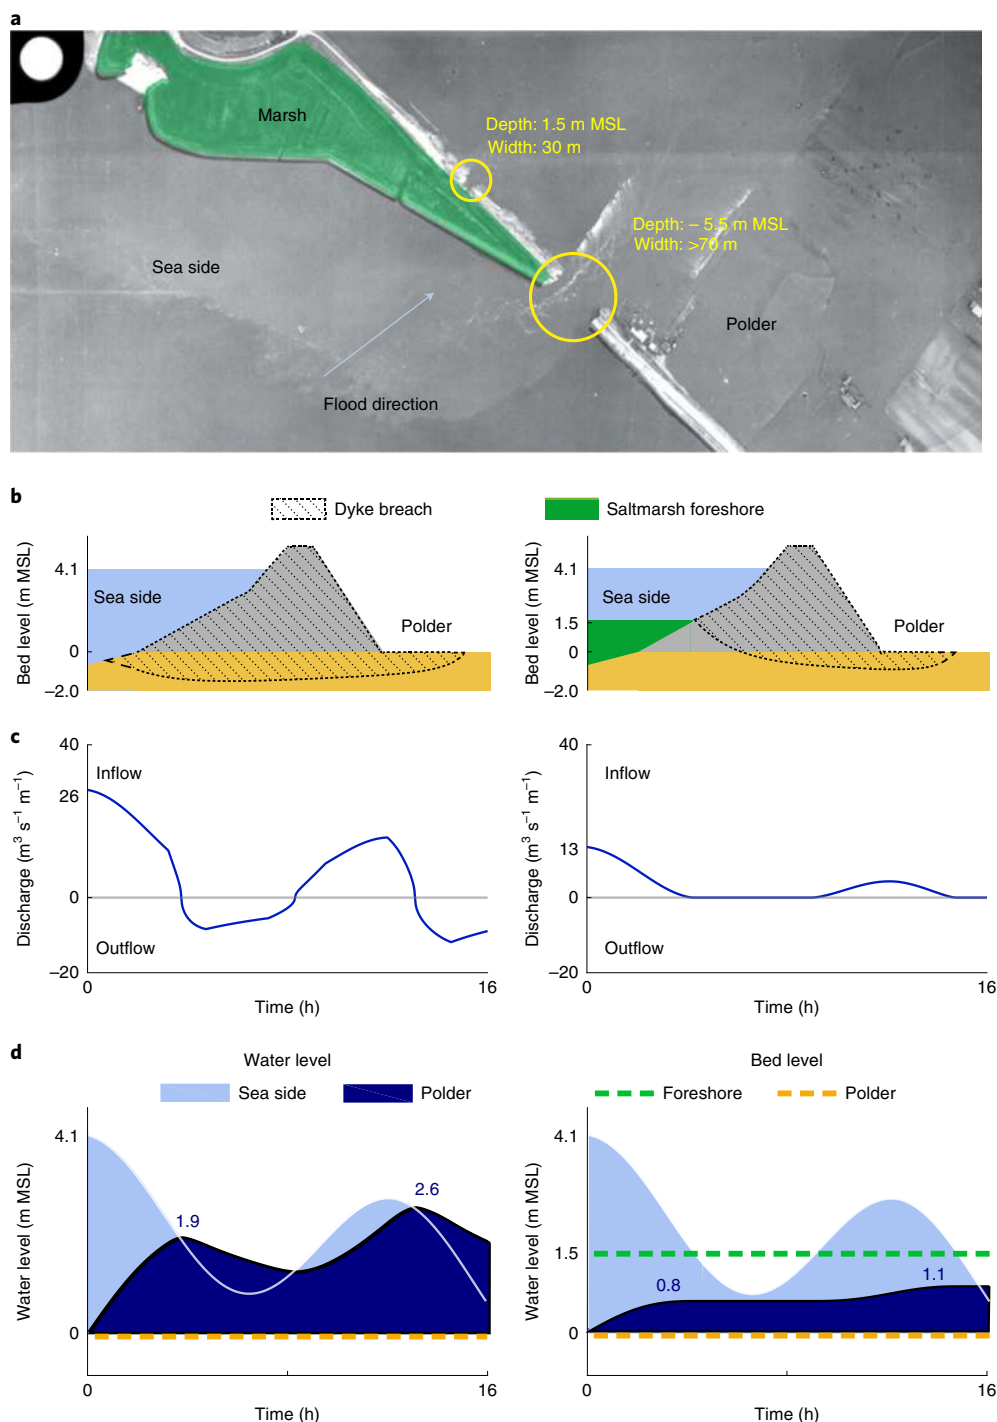 a
Marsh
Depth: 1.5 m MSL
Width: 30 m
Depth: – 5.5 m MSL
Width: >70 m
Sea side
Polder
Flood direction
b
Dyke breach
Saltmarsh foreshore
Bed level (m MSL)
4.1
0
–2.0
Sea side
Polder
Bed level (m MSL)
4.1
1.5
0
–2.0
Sea side
Polder
c
Discharge (m³ s⁻¹ m⁻¹)
40
26
0
–20
Inflow
Outflow
0
16
Time (h)
Discharge (m³ s⁻¹ m⁻¹)
40
13
0
–20
Inflow
Outflow
0
16
Time (h)
d
Water level
Sea side
Polder
Bed level
Foreshore
Polder
Water level (m MSL)
4.1
0
1.9
2.6
0
16
Time (h)
Water level (m MSL)
4.1
1.5
0
0.8
1.1
0
16
Time (h)